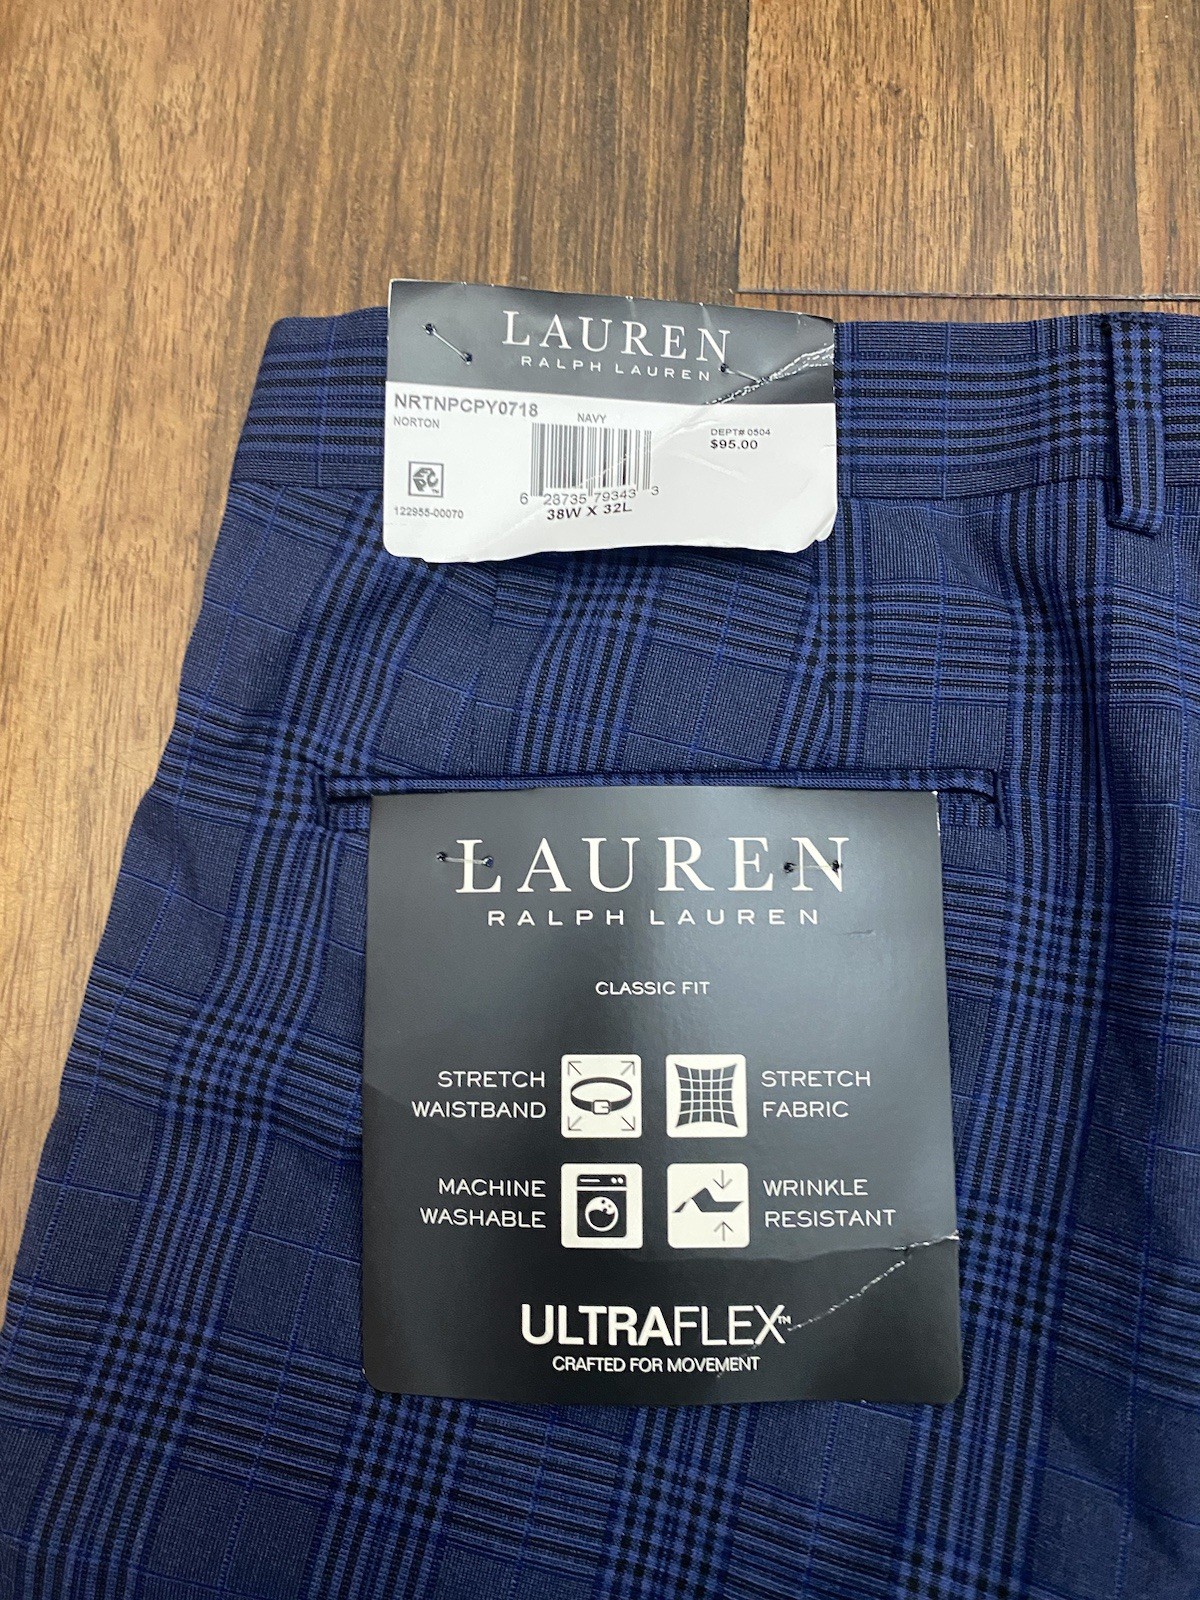 LAUREN
RALPH LAUREN
NRTNPCPY0718
NORTON
NAVY
DEPT# 0504
$95.00
6 28735 79343 3
38W X 32L
122955-00070
LAUREN
RALPH LAUREN
CLASSIC FIT
STRETCH
WAISTBAND
STRETCH
FABRIC
MACHINE
WASHABLE
WRINKLE
RESISTANT
ULTRAFLEX™
CRAFTED FOR MOVEMENT